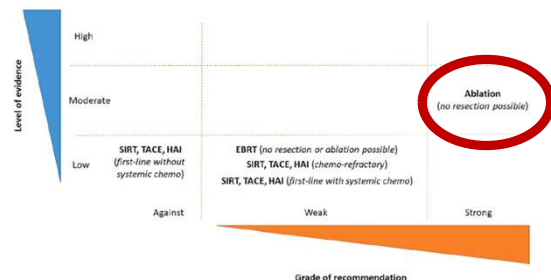 Level of evidence
High
Moderate
Ablation
(no resection possible)
Low
SIRT, TACE, HAI
(first-line without
systemic chemo)
EBRT (no resection or ablation possible)
SIRT, TACE, HAI (chemo-refractory)
SIRT, TACE, HAI (first-line with systemic chemo)
Against
Weak
Strong
Grade of recommendation